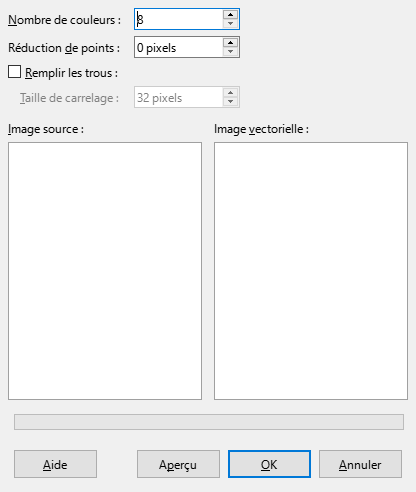 Nombre de couleurs : 8
Réduction de points : 0 pixels
Remplir les trous :
Taille de carrelage : 32 pixels
Image source : Image vectorielle :
Aide Aperçu OK Annuler